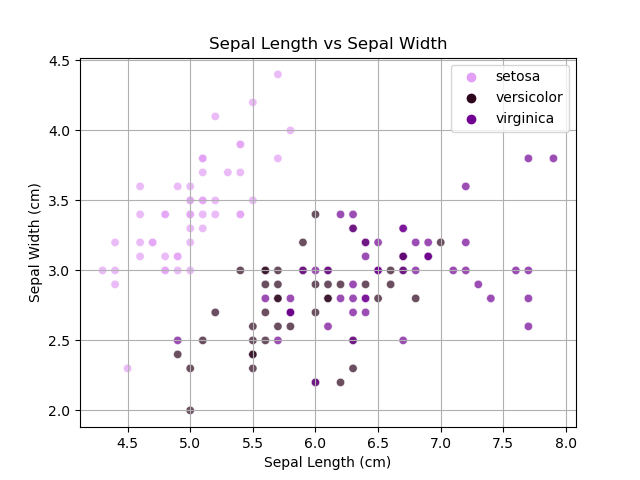 Sepal Length vs Sepal Width
setosa
versicolor
virginica
Sepal Width (cm)
4.5
4.0
3.5
3.0
2.5
2.0
4.5 5.0 5.5 6.0 6.5 7.0 7.5 8.0
Sepal Length (cm)